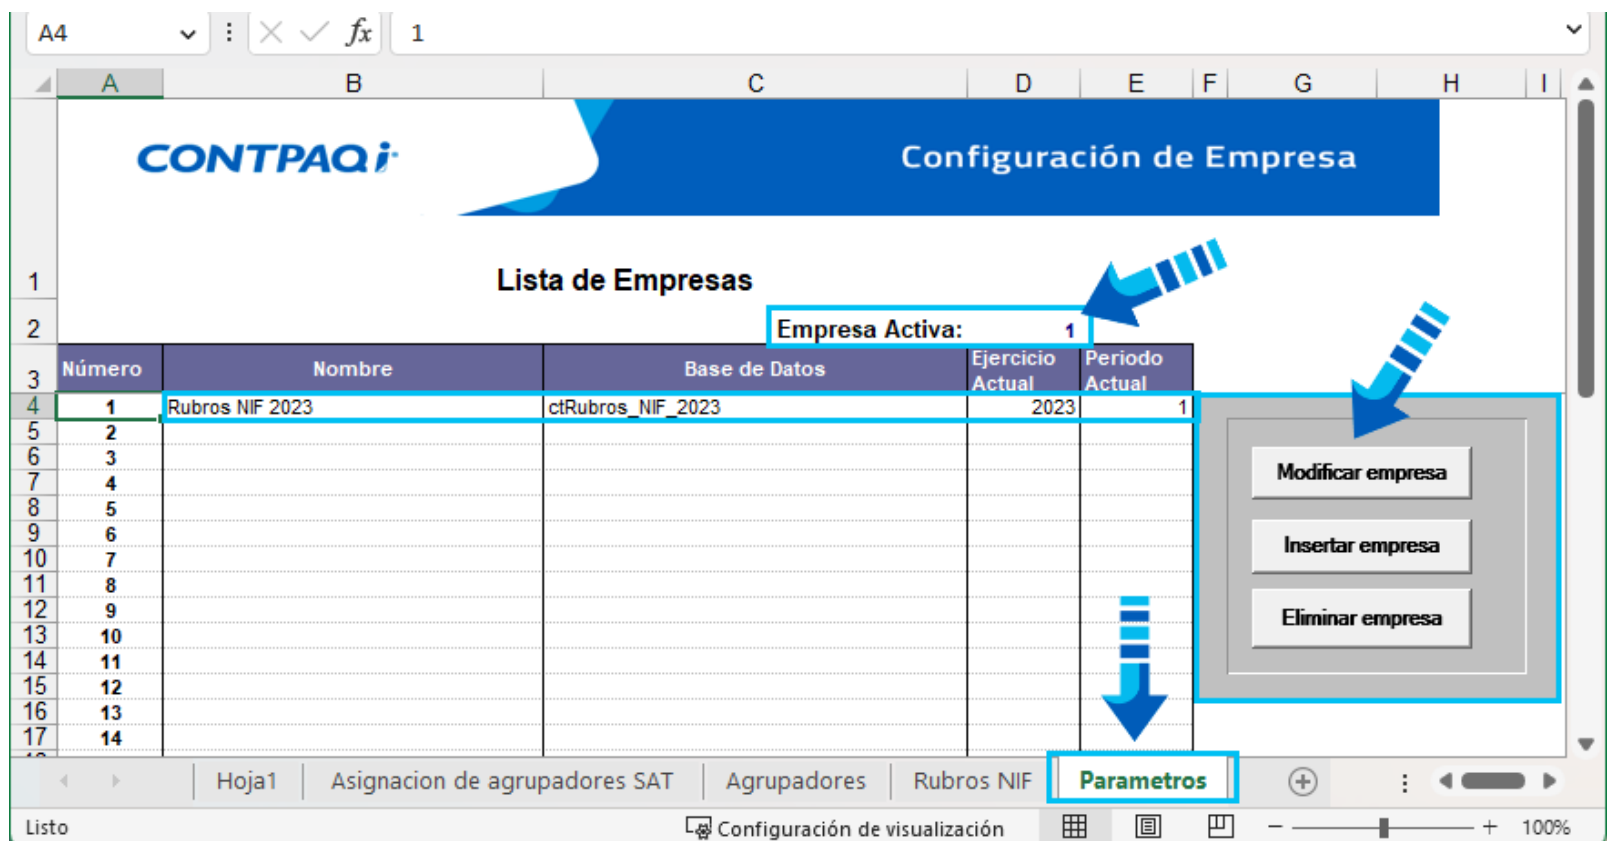 A4 fx 1
A B C D E F G H I
CONTPAQi
Configuración de Empresa
1 Lista de Empresas
2 Empresa Activa: 1
3 Número Nombre Base de Datos Ejercicio Actual Periodo Actual
4 1 Rubros NIF 2023 ctRubros_NIF_2023 2023 1
5 2
6 3
7 4
8 5
9 6
10 7
11 8
12 9
13 10
14 11
15 12
16 13
17 14
Modificar empresa
Insertar empresa
Eliminar empresa
Hoja1 Asignacion de agrupadores SAT Agrupadores Rubros NIF Parametros
Listo Configuración de visualización - + 100%